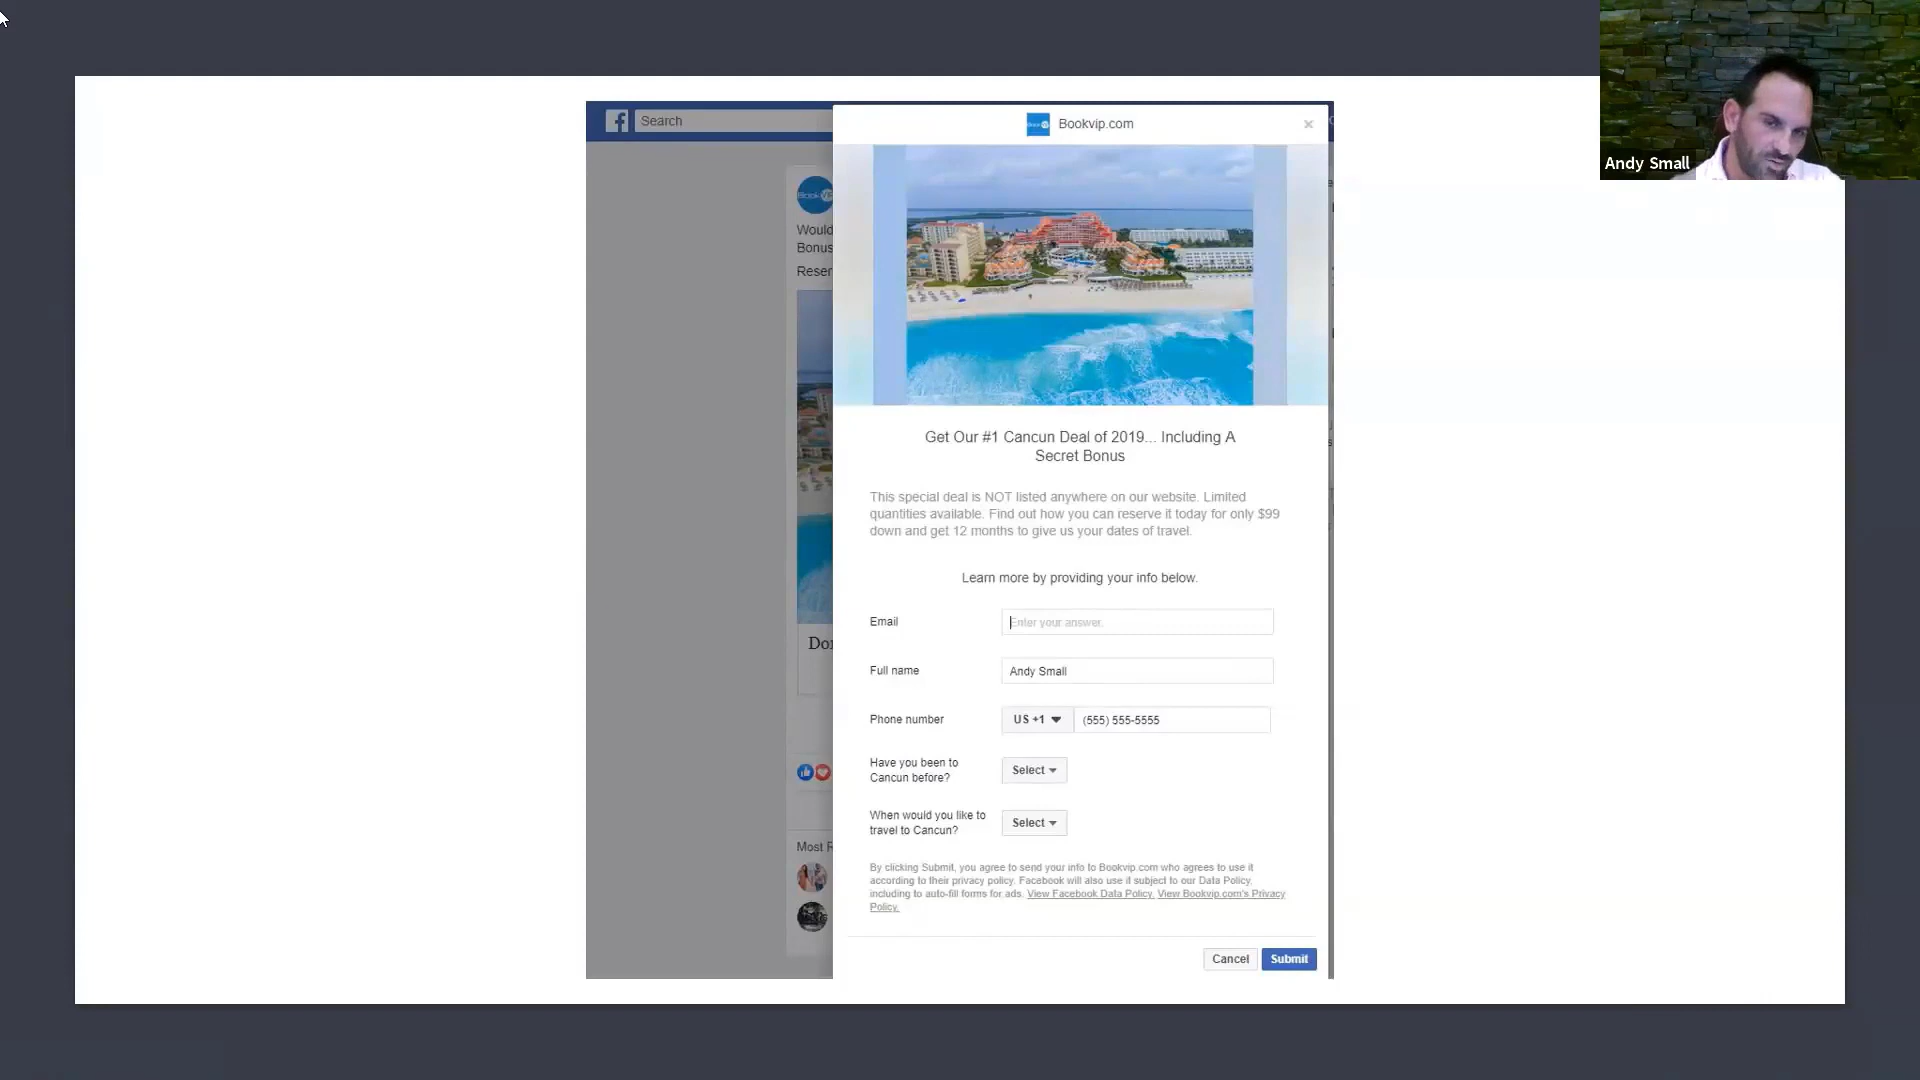 Search
Bookvip.com
Andy Small
Would
Bonus
Reser
Get Our #1 Cancun Deal of 2019... Including A
Secret Bonus
This special deal is NOT listed anywhere on our website. Limited
quantities available. Find out how you can reserve it today for only $99
down and get 12 months to give us your dates of travel.
Learn more by providing your info below.
Email
Enter your answer.
Dor
Full name
Andy Small
Phone number
US +1
(555) 555-5555
Have you been to
Cancun before?
Select
When would you like to
travel to Cancun?
Select
Most R
By clicking Submit, you agree to send your info to Bookvip.com who agrees to use it
according to their privacy policy. Facebook will also use it subject to our Data Policy,
including to auto-fill forms for ads. View Facebook Data Policy. View Bookvip.com's Privacy
Policy.
Cancel
Submit